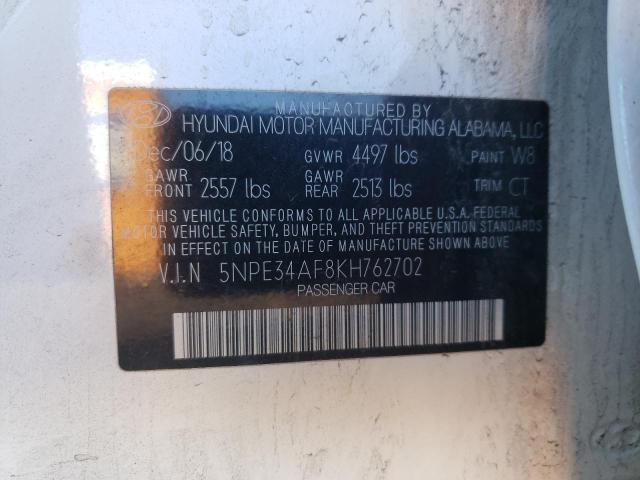 MANUFACTURED BY
HYUNDAI MOTOR MANUFACTURING ALABAMA, LLC
Dec/06/18 GVWR 4497 lbs PAINT W8
GAWR FRONT 2557 lbs GAWR REAR 2513 lbs TRIM CT
THIS VEHICLE CONFORMS TO ALL APPLICABLE U.S.A. FEDERAL
MOTOR VEHICLE SAFETY, BUMPER, AND THEFT PREVENTION STANDARDS
IN EFFECT ON THE DATE OF MANUFACTURE SHOWN ABOVE.
V.I.N 5NPE34AF8KH762702
PASSENGER CAR